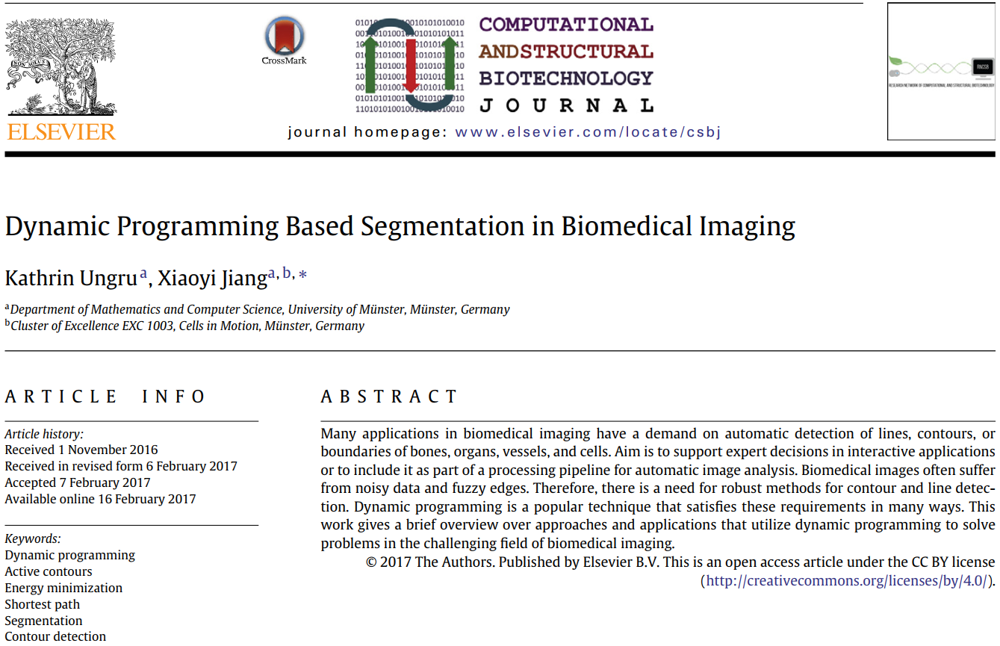 NON SOLUS
ELSEVIER
CrossMark
COMPUTATIONAL
ANDSTRUCTURAL
BIOTECHNOLOGY
JOURNAL
journal homepage: www.elsevier.com/locate/csbj
RNCSB
RESEARCH NETWORK OF COMPUTATIONAL AND STRUCTURAL BIOTECHNOLOGY
Dynamic Programming Based Segmentation in Biomedical Imaging
Kathrin Ungru a, Xiaoyi Jiang a, b, *
a Department of Mathematics and Computer Science, University of Münster, Münster, Germany
b Cluster of Excellence EXC 1003, Cells in Motion, Münster, Germany
ARTICLE INFO
Article history:
Received 1 November 2016
Received in revised form 6 February 2017
Accepted 7 February 2017
Available online 16 February 2017
Keywords:
Dynamic programming
Active contours
Energy minimization
Shortest path
Segmentation
Contour detection
ABSTRACT
Many applications in biomedical imaging have a demand on automatic detection of lines, contours, or
boundaries of bones, organs, vessels, and cells. Aim is to support expert decisions in interactive applications
or to include it as part of a processing pipeline for automatic image analysis. Biomedical images often suffer
from noisy data and fuzzy edges. Therefore, there is a need for robust methods for contour and line detec-
tion. Dynamic programming is a popular technique that satisfies these requirements in many ways. This
work gives a brief overview over approaches and applications that utilize dynamic programming to solve
problems in the challenging field of biomedical imaging.
© 2017 The Authors. Published by Elsevier B.V. This is an open access article under the CC BY license
(http://creativecommons.org/licenses/by/4.0/).